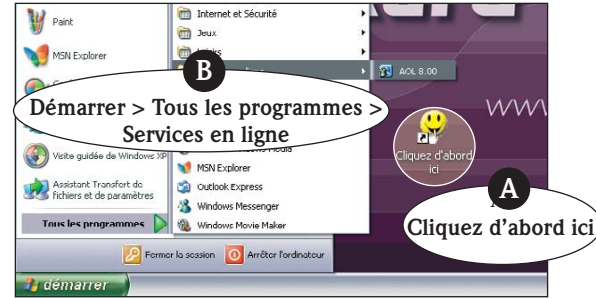 Paint
Internet et Sécurité
Jeux
MSN Explorer
AOL 8.00
B
Démarrer > Tous les programmes >
Services en ligne
WWW
Cliquez d'abord
ici
Visite guidée de Windows XP
MSN Explorer
Assistant Transfert de
fichiers et de paramètres
Outlook Express
Windows Messenger
A
Cliquez d'abord ici
Tous les programmes
Windows Movie Maker
Fermer la session
Arrêter l'ordinateur
démarrer